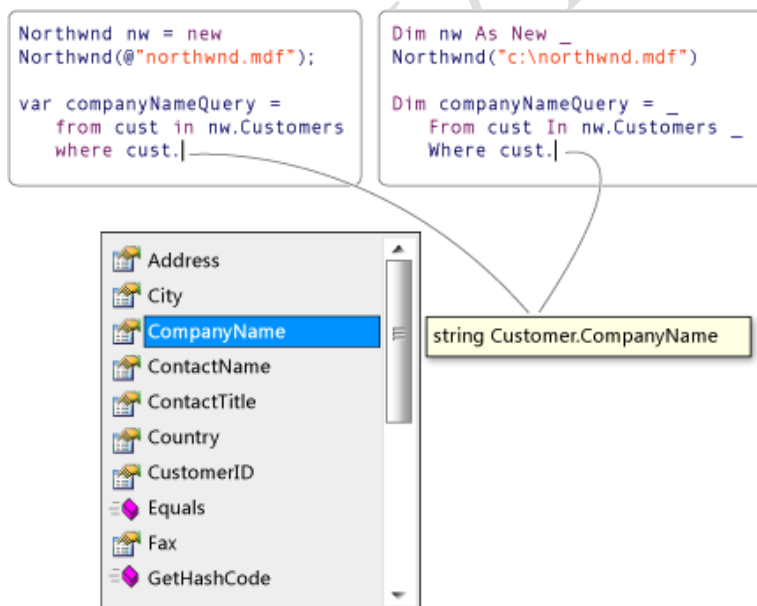 Northwnd nw = new
Northwnd(@"northwnd.mdf");
var companyNameQuery =
from cust in nw.Customers
where cust.
Dim nw As New _
Northwnd("c:\northwnd.mdf")
Dim companyNameQuery = _
From cust In nw.Customers _
Where cust.
Address
City
CompanyName
ContactName
ContactTitle
Country
CustomerID
Equals
Fax
GetHashCode
string Customer.CompanyName